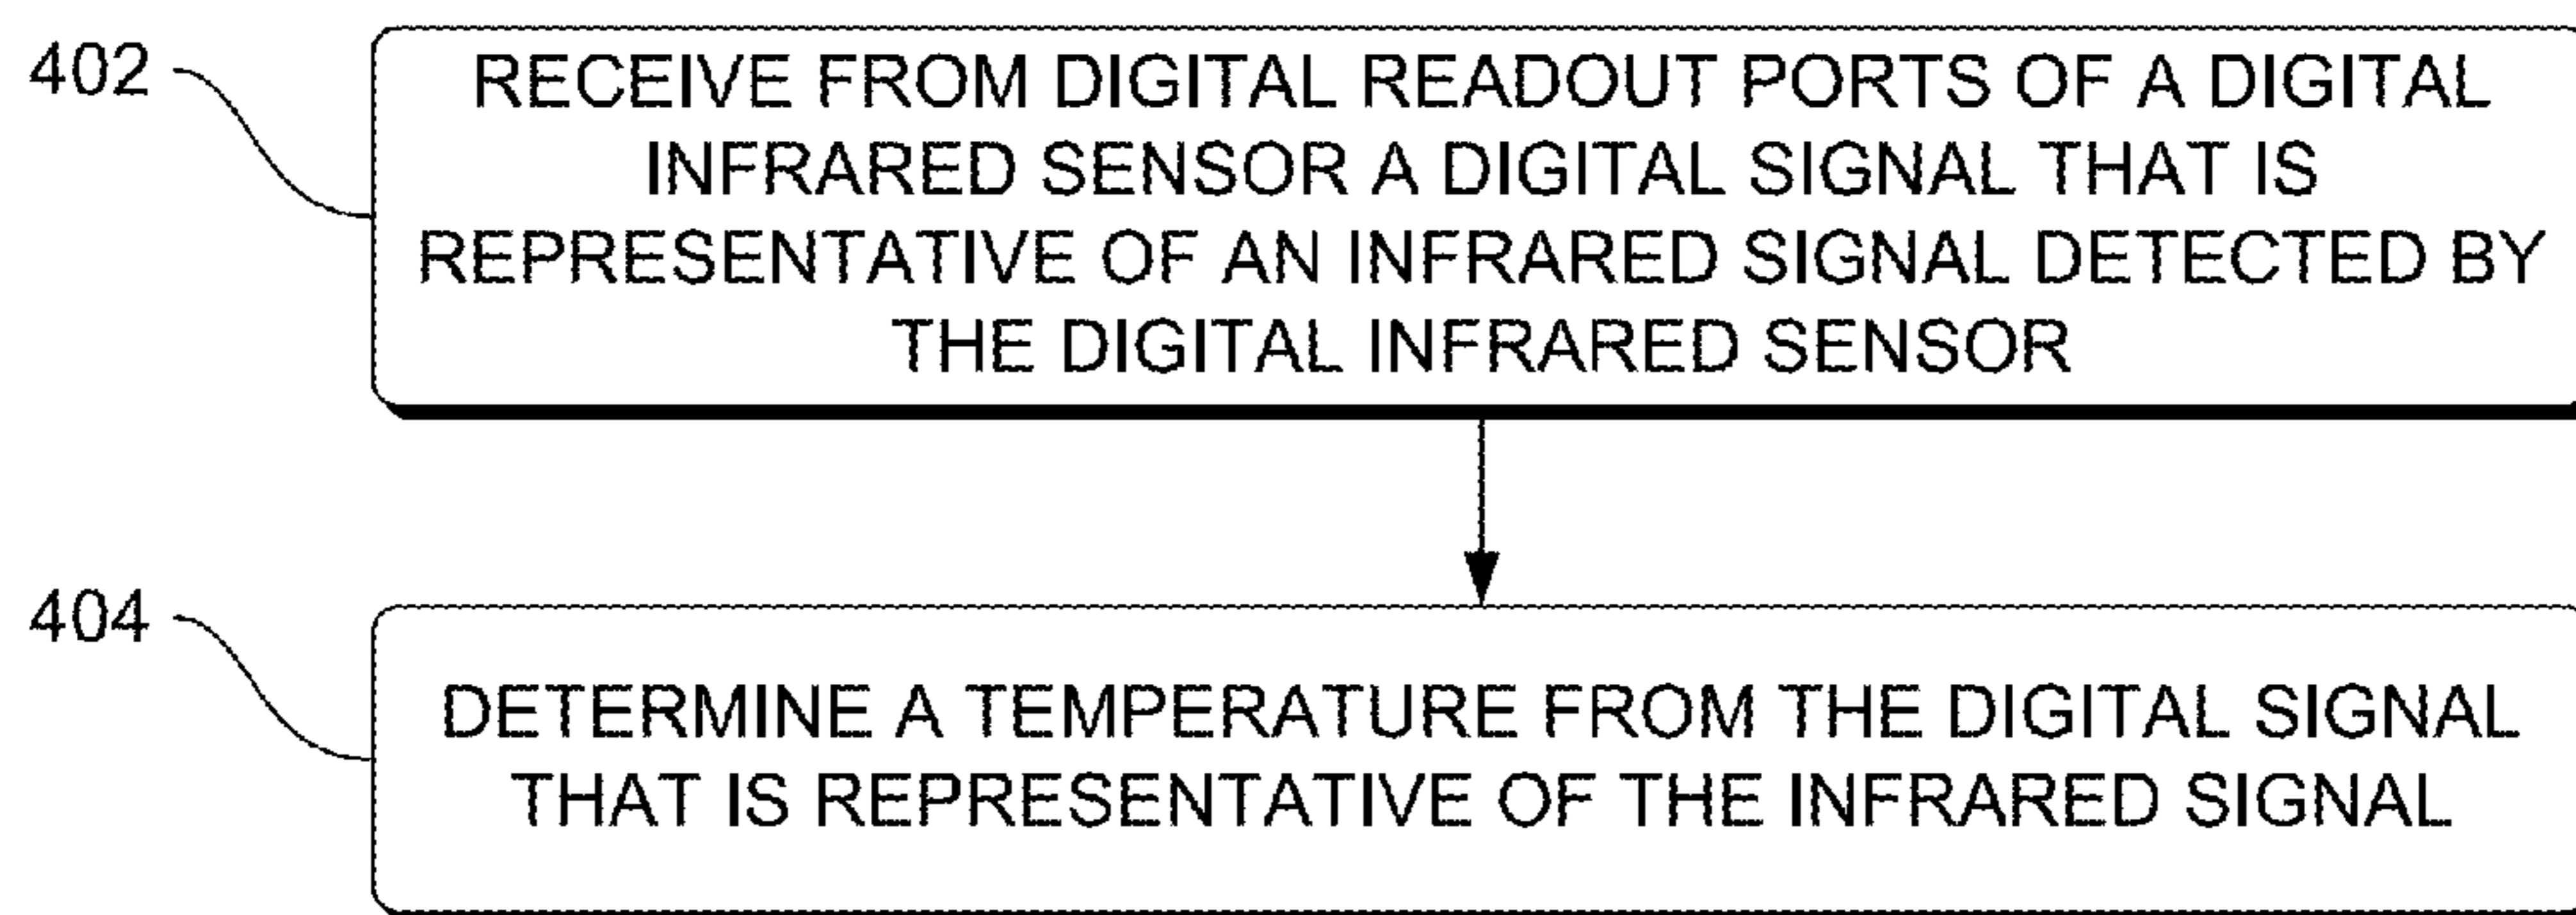 402
RECEIVE FROM DIGITAL READOUT PORTS OF A DIGITAL
INFRARED SENSOR A DIGITAL SIGNAL THAT IS
REPRESENTATIVE OF AN INFRARED SIGNAL DETECTED BY
THE DIGITAL INFRARED SENSOR
404
DETERMINE A TEMPERATURE FROM THE DIGITAL SIGNAL
THAT IS REPRESENTATIVE OF THE INFRARED SIGNAL